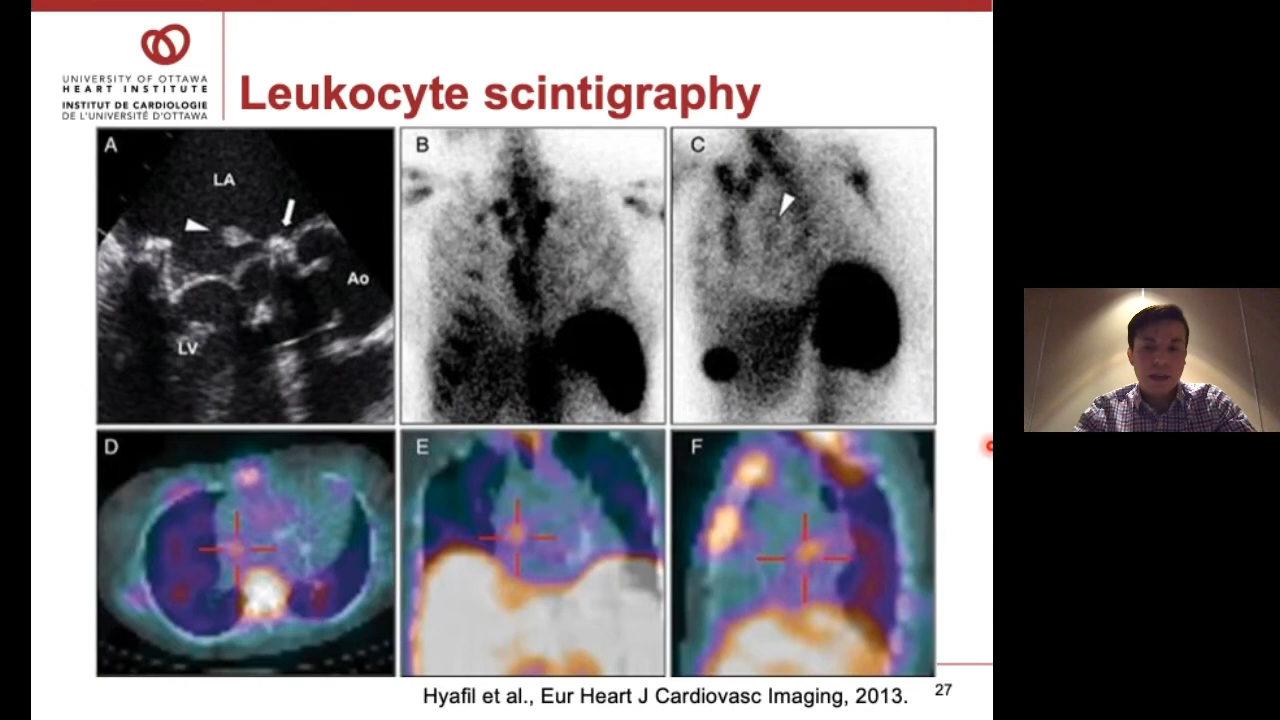 UNIVERSITY OF OTTAWA
HEART INSTITUTE
INSTITUT DE CARDIOLOGIE
DE L'UNIVERSITÉ D'OTTAWA
Leukocyte scintigraphy
A
LA
Ao
LV
B
C
D
E
F
Hyafil et al., Eur Heart J Cardiovasc Imaging, 2013.
27